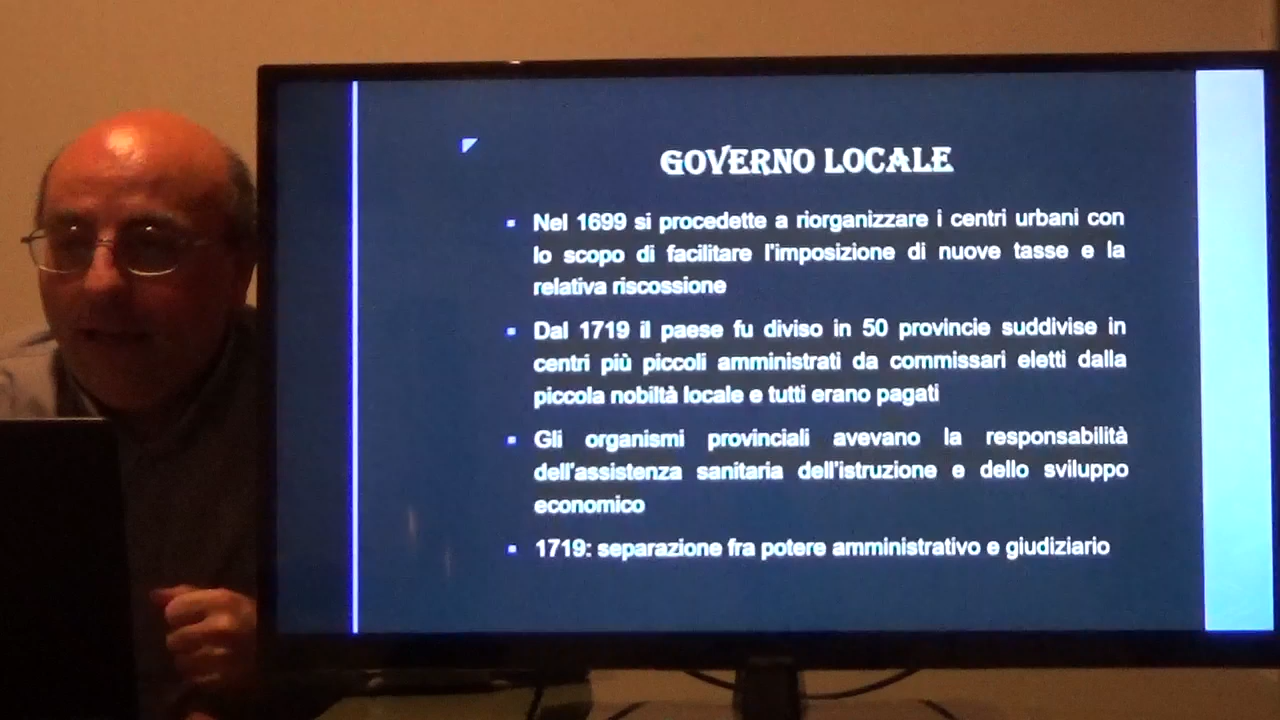 GOVERNO LOCALE
Nel 1699 si procedette a riorganizzare i centri urbani con
lo scopo di facilitare l'imposizione di nuove tasse e la
relativa riscossione
Dal 1719 il paese fu diviso in 50 provincie suddivise in
centri più piccoli amministrati da commissari eletti dalla
piccola nobiltà locale e tutti erano pagati
Gli organismi provinciali avevano la responsabilità
dell'assistenza sanitaria dell'istruzione e dello sviluppo
economico
1719: separazione fra potere amministrativo e giudiziario